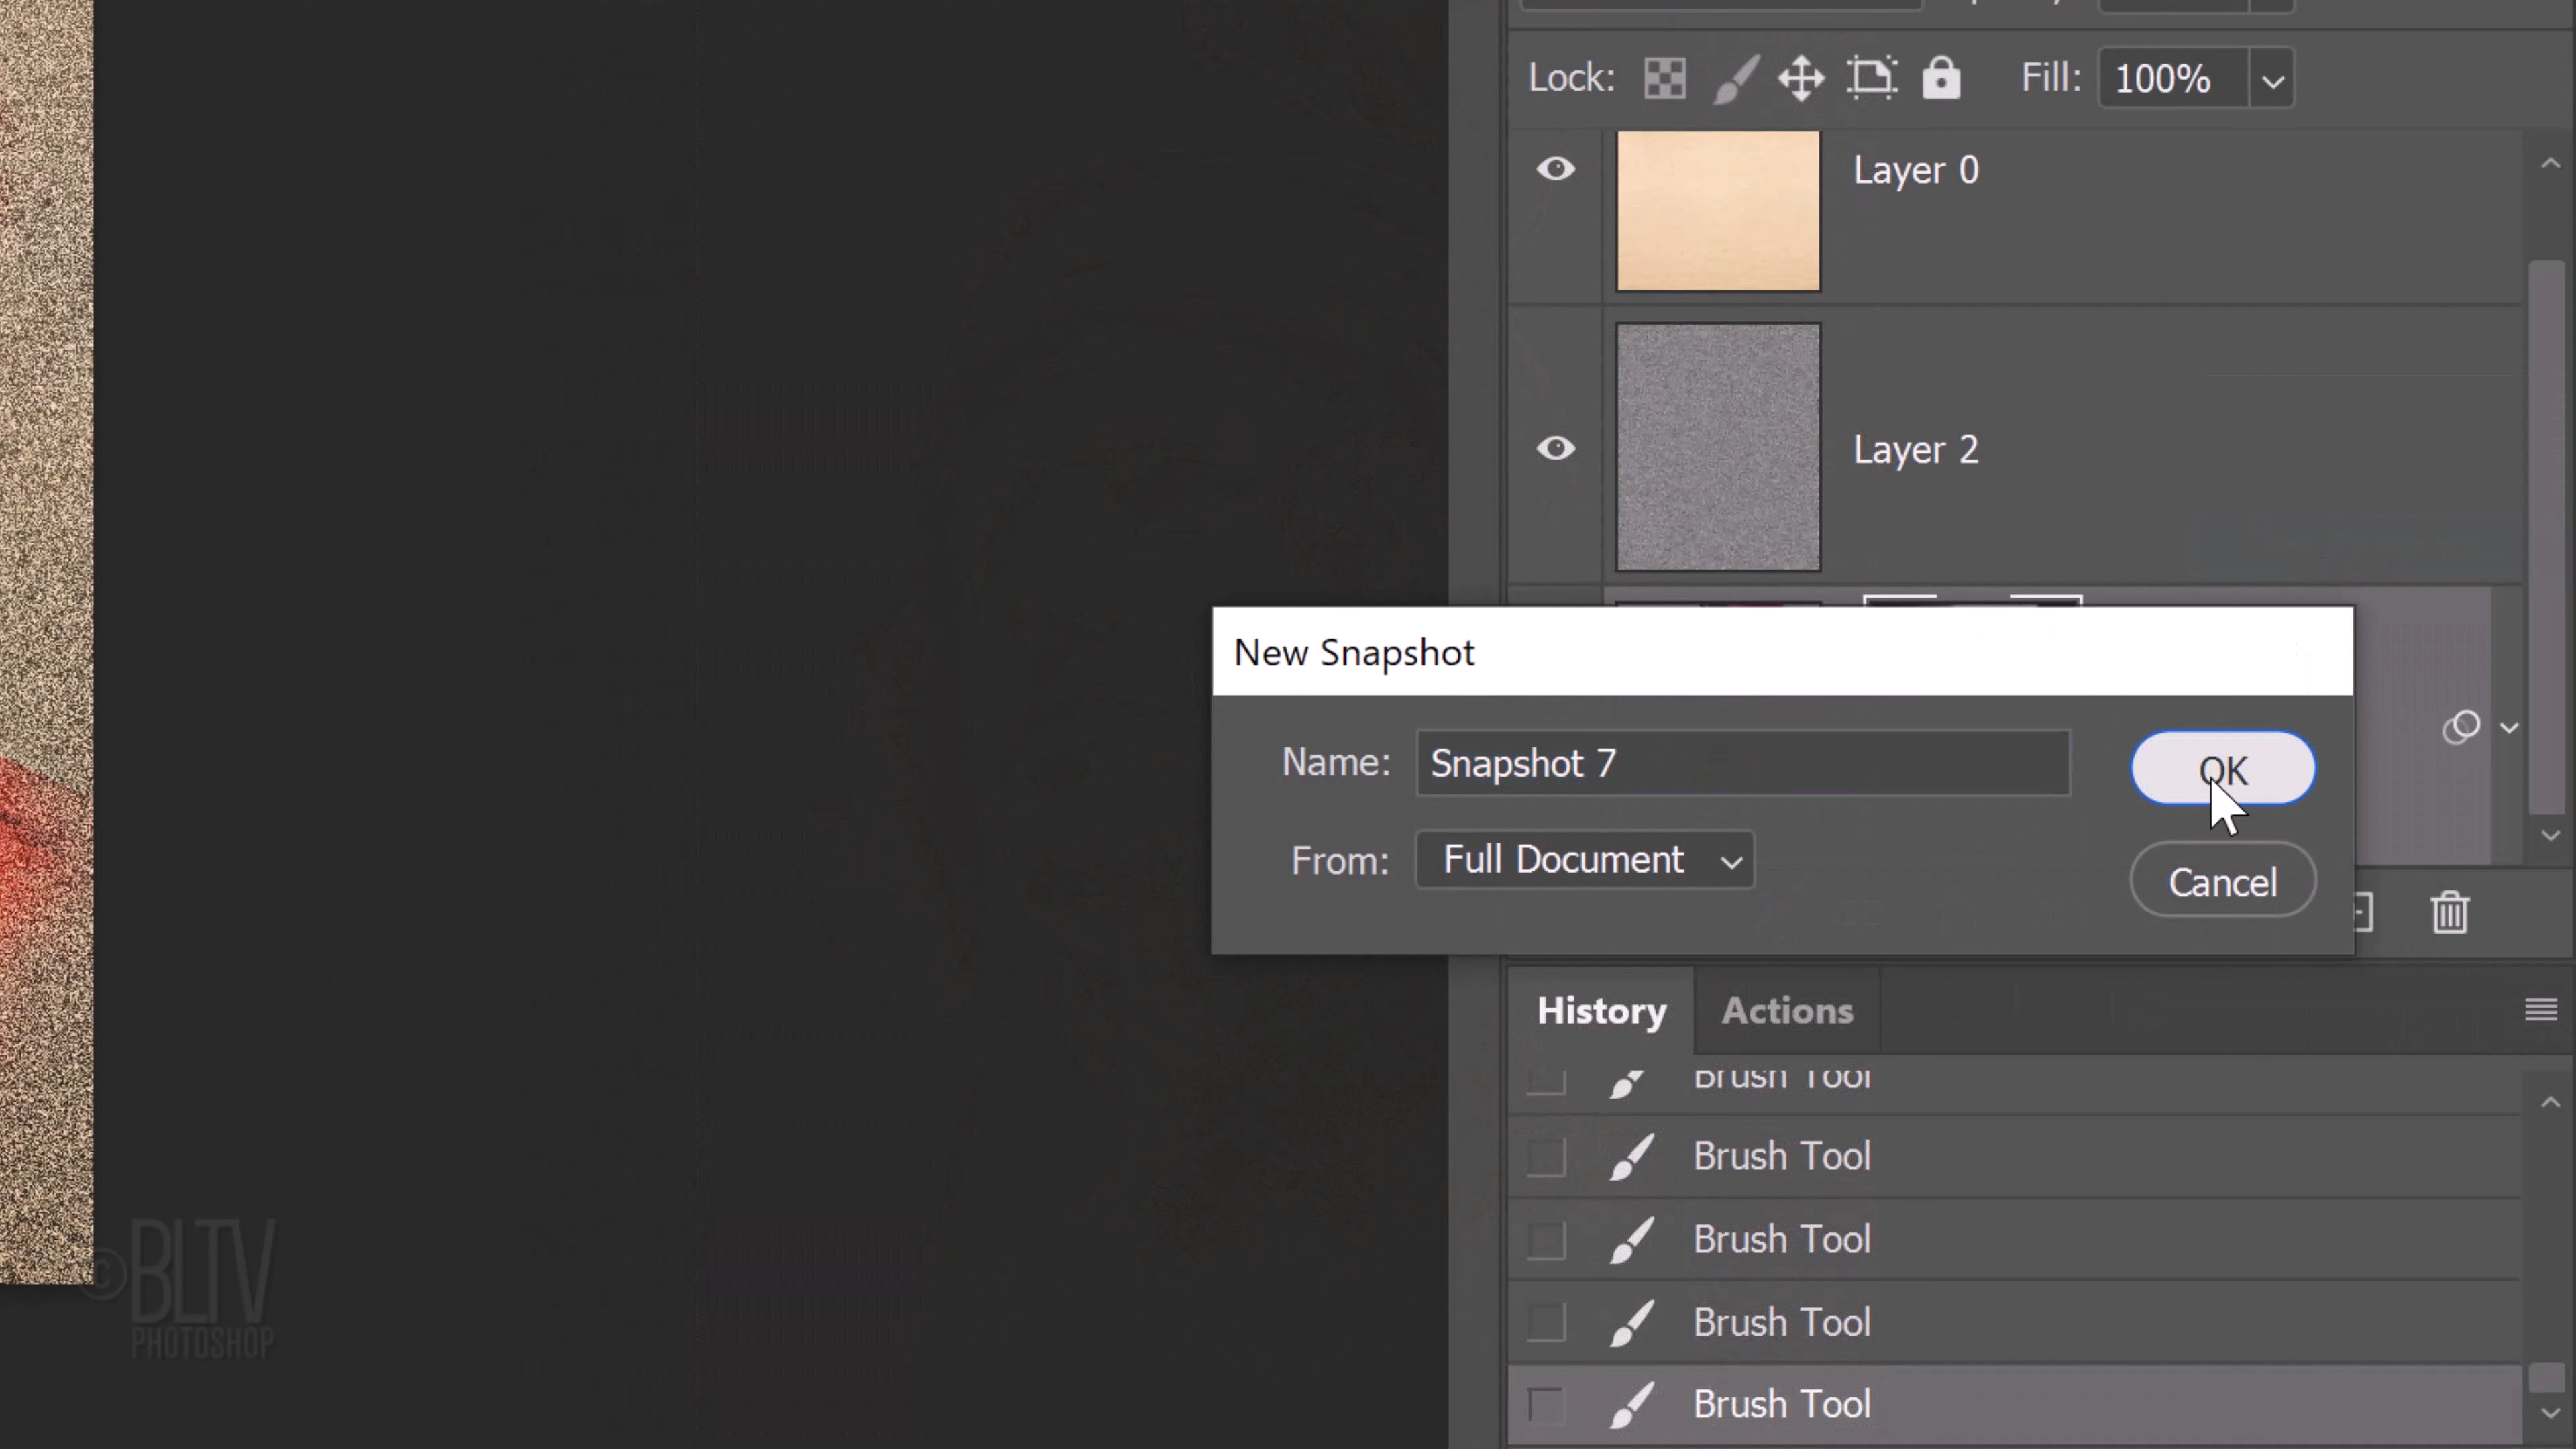 Lock:
Fill: 100%
Layer 0
Layer 2
New Snapshot
Name: Snapshot 7
OK
From: Full Document
Cancel
History Actions
Brush Tool
Brush Tool
Brush Tool
Brush Tool
Brush Tool
©BLTV
PHOTOSHOP